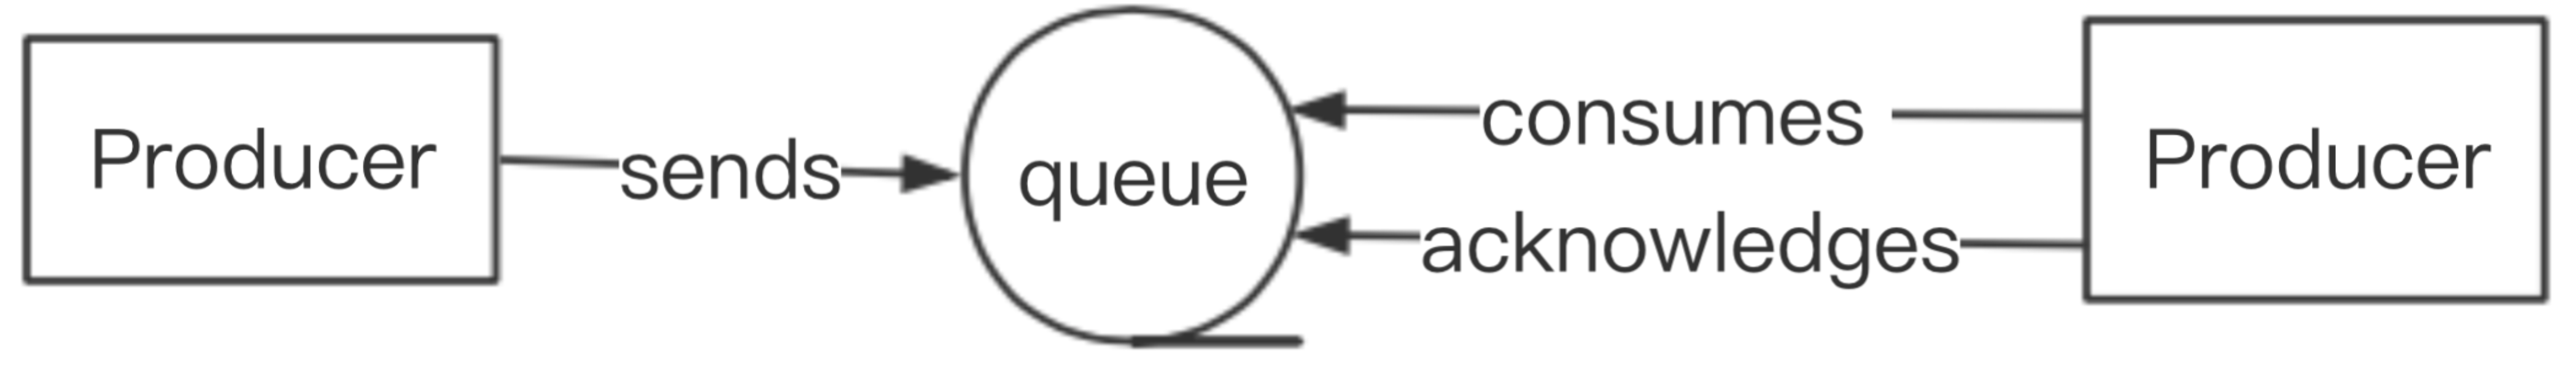 Producer
sends
queue
consumes
acknowledges
Producer